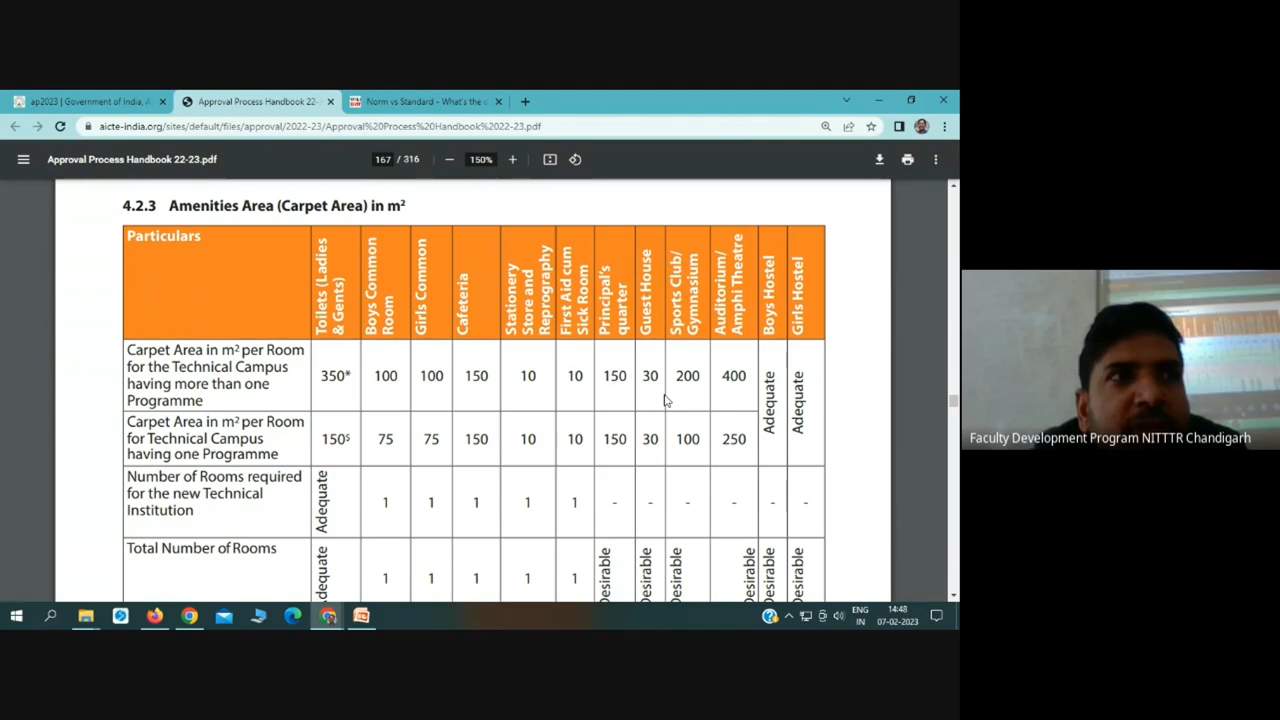 ap2023 | Government of India, A
Approval Process Handbook 22-
Norm vs Standard - What's the d
aicte-india.org/sites/default/files/approval/2022-23/Approval%20Process%20Handbook%2022-23.pdf
Approval Process Handbook 22-23.pdf
167 / 316
150%
4.2.3 Amenities Area (Carpet Area) in m²
Particulars
Toilets (Ladies
& Gents)
Boys Common
Room
Girls Common
Cafeteria
Stationery
Store and
Reprography
First Aid cum
Sick Room
Principal's
quarter
Guest House
Sports Club/
Gymnasium
Auditorium/
Amphi Theatre
Boys Hostel
Girls Hostel
Carpet Area in m² per Room
for the Technical Campus
having more than one
Programme
350* 100 100 150 10 10 150 30 200 400
Adequate
Adequate
Carpet Area in m² per Room
for Technical Campus
having one Programme
150$ 75 75 150 10 10 150 30 100 250
Number of Rooms required
for the new Technical
Institution
Adequate
1 1 1 1 1 - - - - - - -
Total Number of Rooms
Adequate
1 1 1 1 1
Desirable
Desirable
Desirable
Desirable
Desirable
Desirable
Faculty Development Program NITTTR Chandigarh
ENG
IN
14:48
07-02-2023